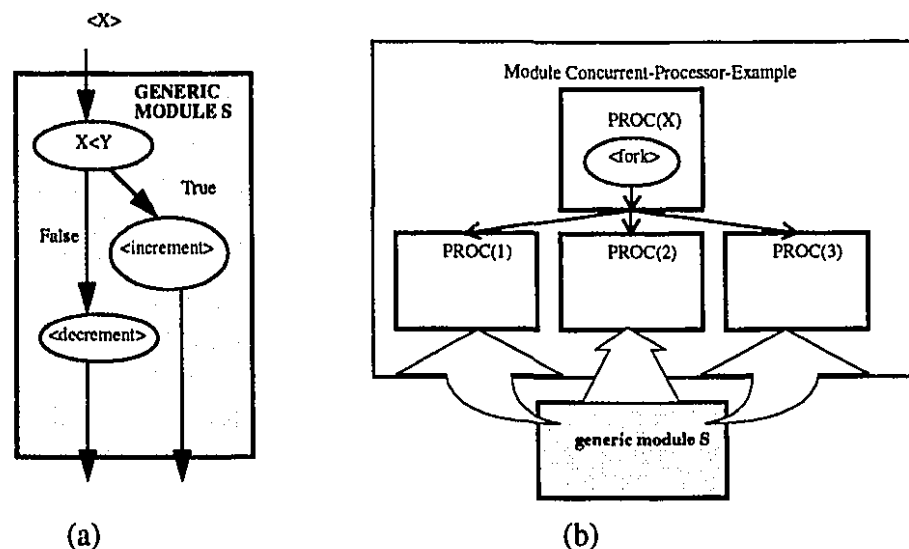 <X>
GENERIC
MODULE S
X<Y
True
False
<increment>
<decrement>
(a)
Module Concurrent-Processor-Example
PROC(X)
<fork>
PROC(1)
PROC(2)
PROC(3)
generic module S
(b)